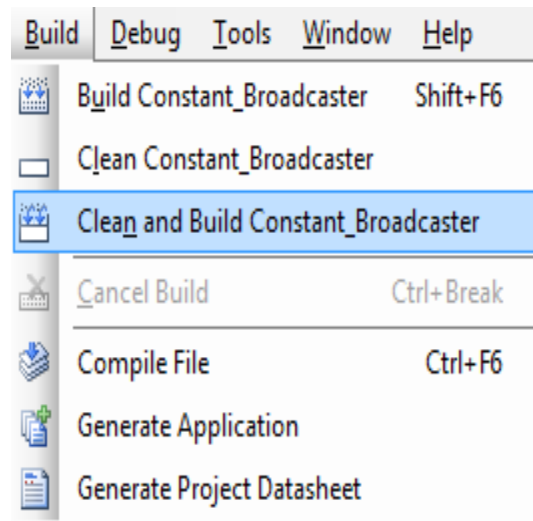 Build Debug Tools Window Help
Build Constant_Broadcaster Shift+F6
Clean Constant_Broadcaster
Clean and Build Constant_Broadcaster
Cancel Build Ctrl+Break
Compile File Ctrl+F6
Generate Application
Generate Project Datasheet